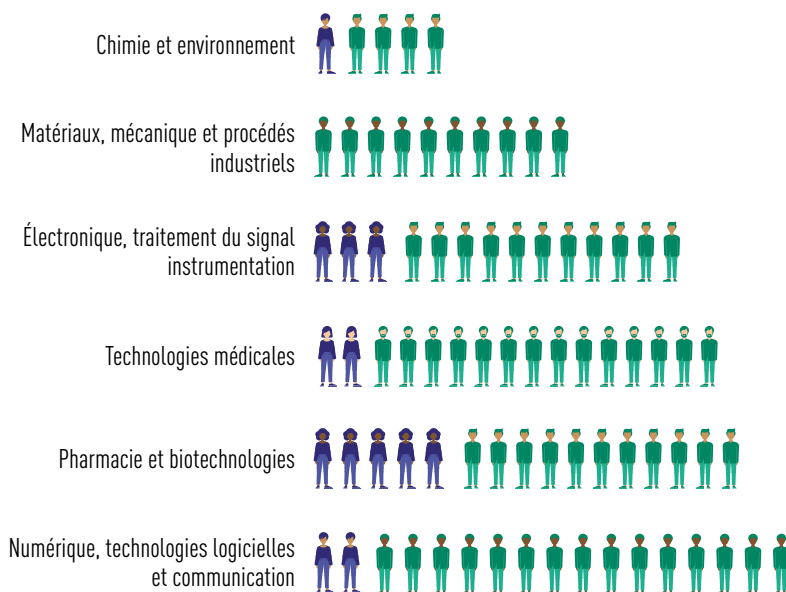 Chimie et environnement
Matériaux, mécanique et procédés
industriels
Électronique, traitement du signal
instrumentation
Technologies médicales
Pharmacie et biotechnologies
Numérique, technologies logicielles
et communication